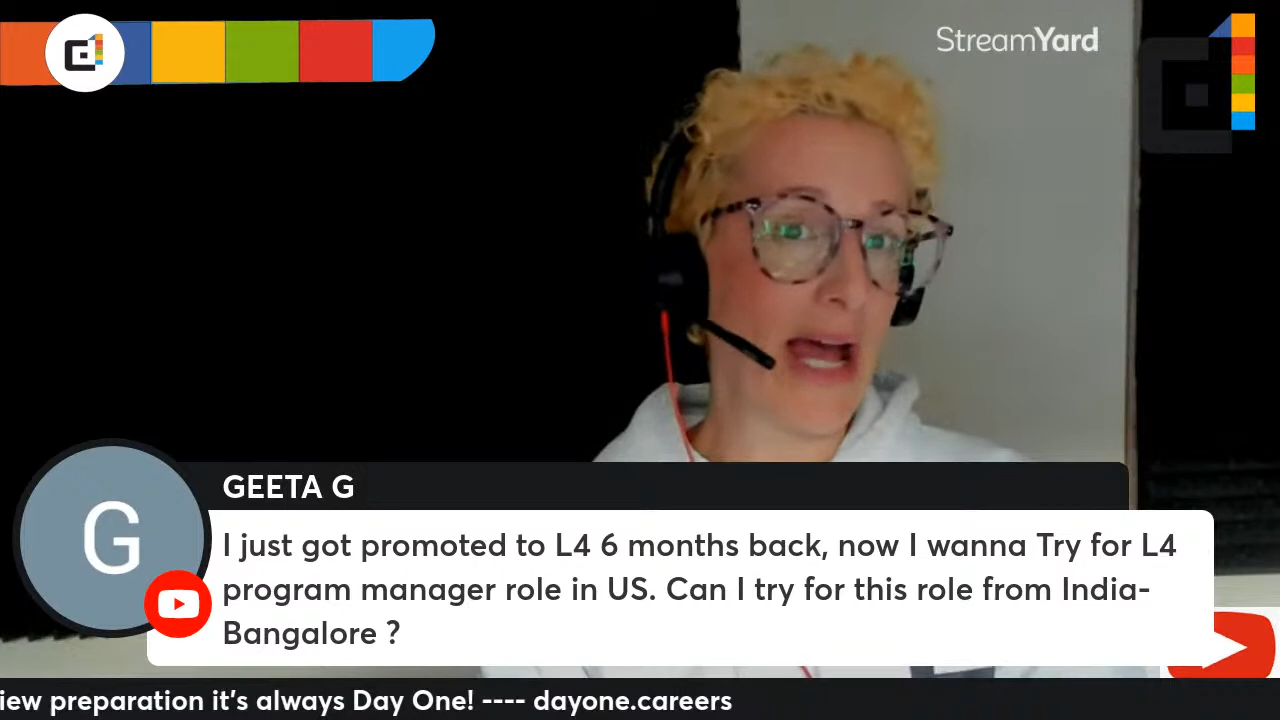 StreamYard
GEETA G
G
I just got promoted to L4 6 months back, now I wanna Try for L4
program manager role in US. Can I try for this role from India-
Bangalore ?
iew preparation it's always Day One! ---- dayone.careers